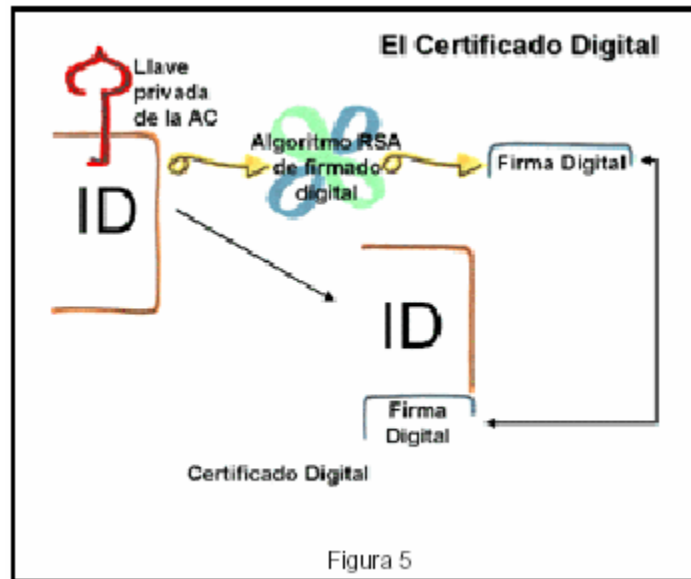 El Certificado Digital
Llave
privada
de la AC
ID
Algoritmo RSA
de firmado
digital
Firma Digital
ID
Firma
Digital
Certificado Digital
Figura 5